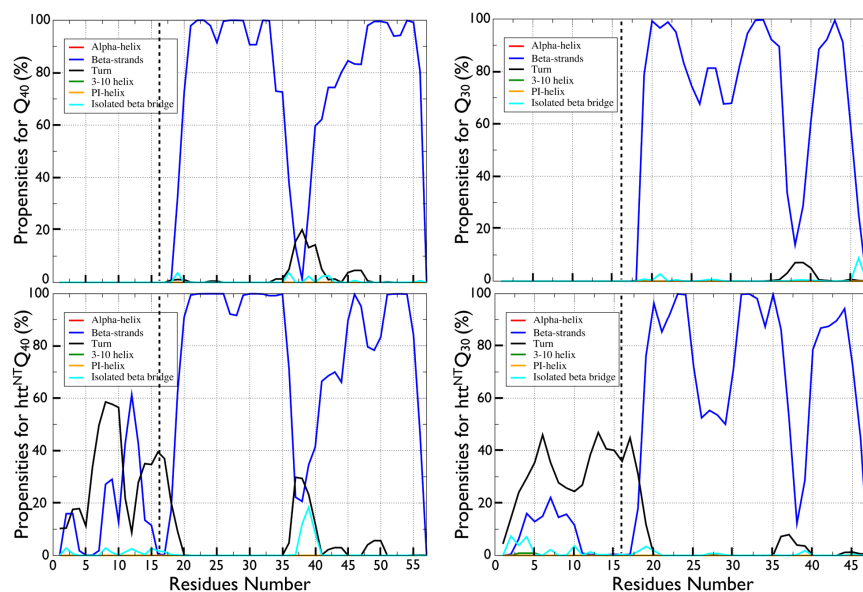 Propensities for Q40 (%)
100
80
60
40
20
0
Alpha-helix
Beta-strands
Turn
3-10 helix
PI-helix
Isolated beta bridge
Propensities for Q30 (%)
100
80
60
40
20
0
Alpha-helix
Beta-strands
Turn
3-10 helix
PI-helix
Isolated beta bridge
Propensities for httNTQ40 (%)
100
80
60
40
20
0
Alpha-helix
Beta-strands
Turn
3-10 helix
PI-helix
Isolated beta bridge
0 5 10 15 20 25 30 35 40 45 50 55
Residues Number
Propensities for httNTQ30 (%)
100
80
60
40
20
0
Alpha-helix
Beta-strands
Turn
3-10 helix
PI-helix
Isolated beta bridge
0 5 10 15 20 25 30 35 40 45
Residues Number